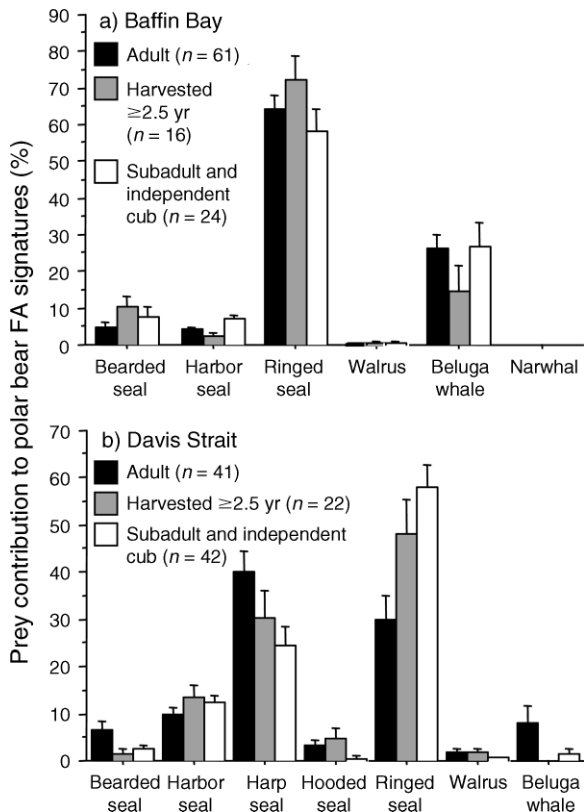 Prey contribution to polar bear FA signatures (%)
a) Baffin Bay
Adult (n = 61)
Harvested
≥2.5 yr
(n = 16)
Subadult and
independent
cub (n = 24)
90
80
70
60
50
40
30
20
10
0
Bearded seal
Harbor seal
Ringed seal
Walrus
Beluga whale
Narwhal
b) Davis Strait
Adult (n = 41)
Harvested ≥2.5 yr (n = 22)
Subadult and independent
cub (n = 42)
70
60
50
40
30
20
10
0
Bearded seal
Harbor seal
Harp seal
Hooded seal
Ringed seal
Walrus
Beluga whale